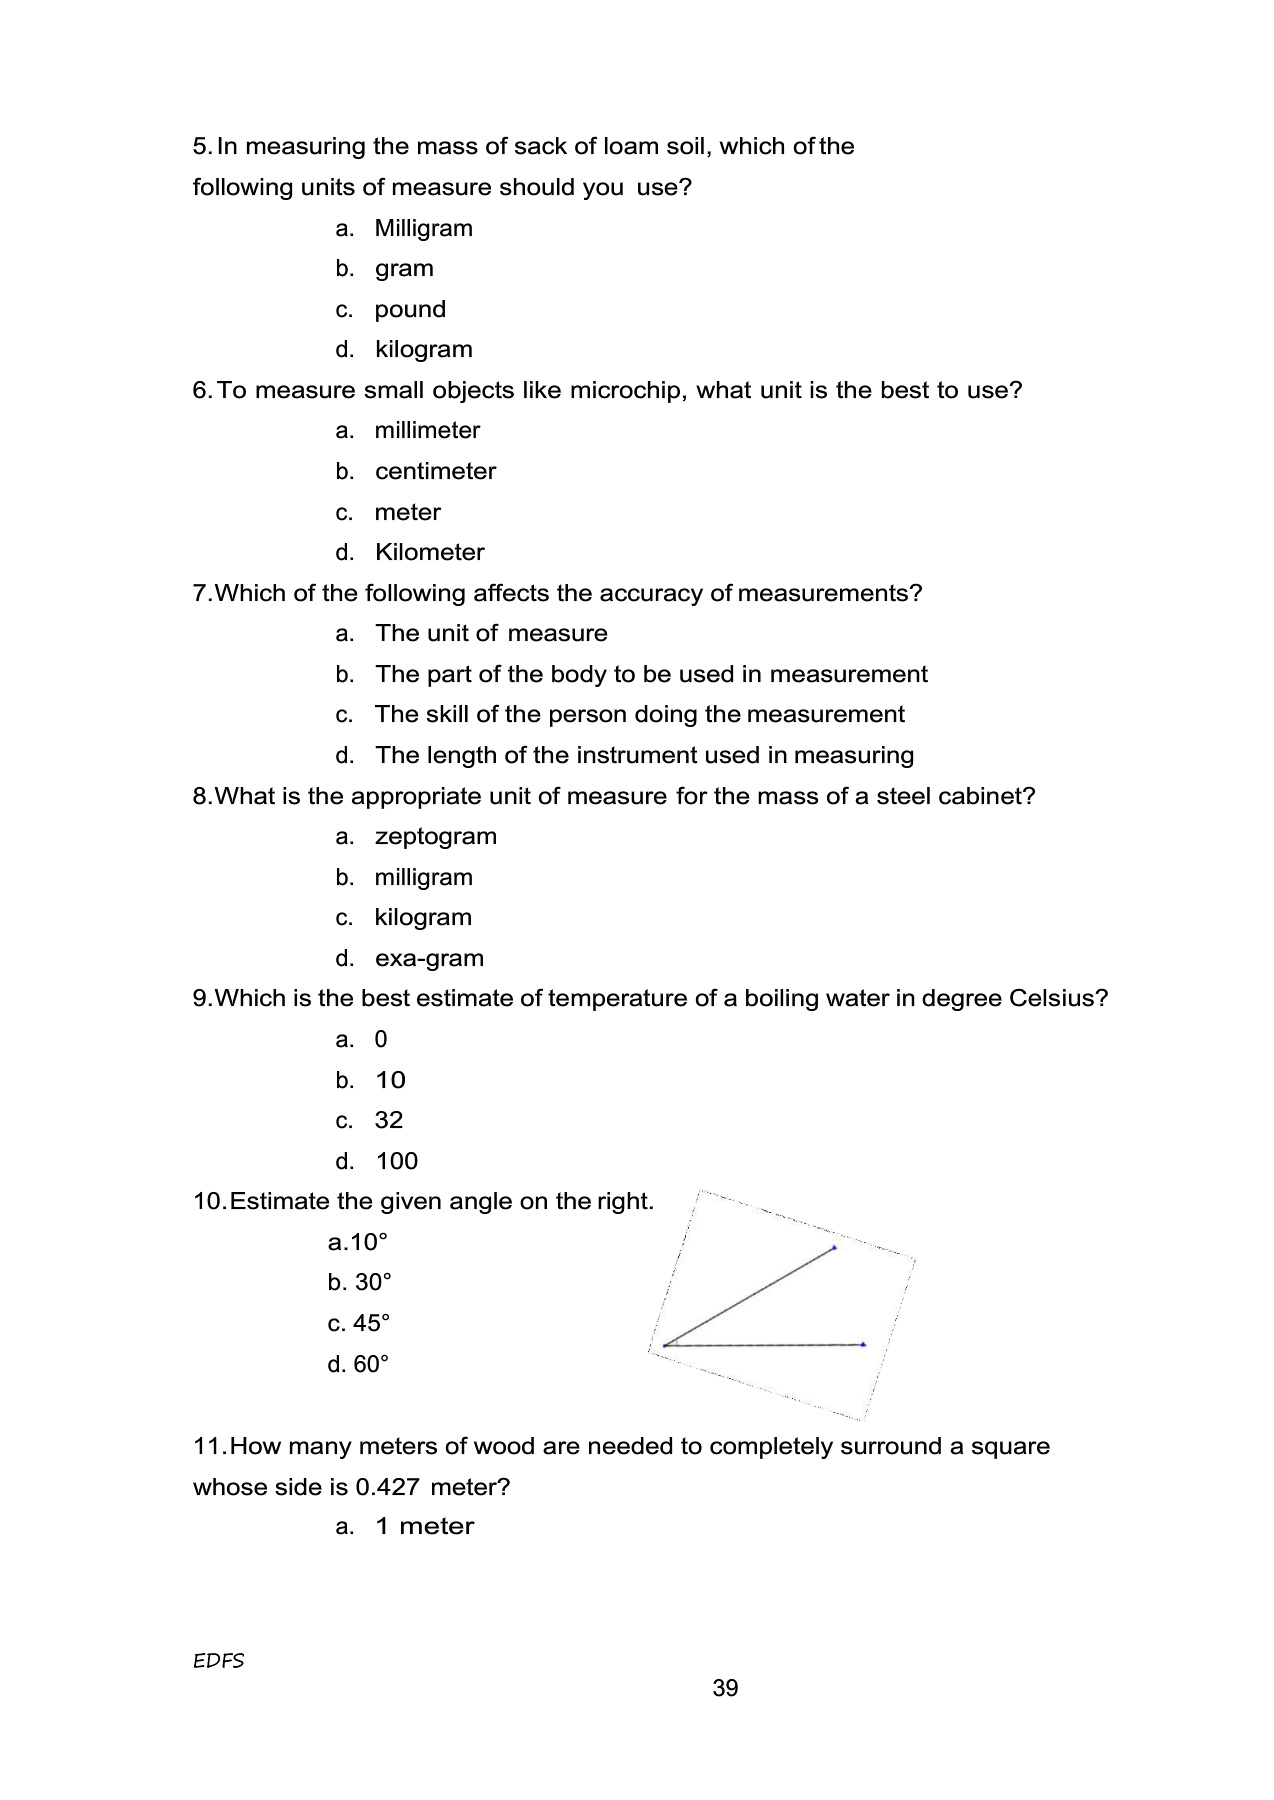 5. In measuring the mass of sack of loam soil, which of the
following units of measure should you use?
a. Milligram
b. gram
c. pound
d. kilogram
6. To measure small objects like microchip, what unit is the best to use?
a. millimeter
b. centimeter
c. meter
d. Kilometer
7.Which of the following affects the accuracy of measurements?
a. The unit of measure
b. The part of the body to be used in measurement
c. The skill of the person doing the measurement
d. The length of the instrument used in measuring
8.What is the appropriate unit of measure for the mass of a steel cabinet?
a. zeptogram
b. milligram
c. kilogram
d. exa-gram
9.Which is the best estimate of temperature of a boiling water in degree Celsius?
a. 0
b. 10
c. 32
d. 100
10. Estimate the given angle on the right.
a.10°
b. 30°
c. 45°
d. 60°
11. How many meters of wood are needed to completely surround a square
whose side is 0.427 meter?
a. 1 meter
EDFS
39